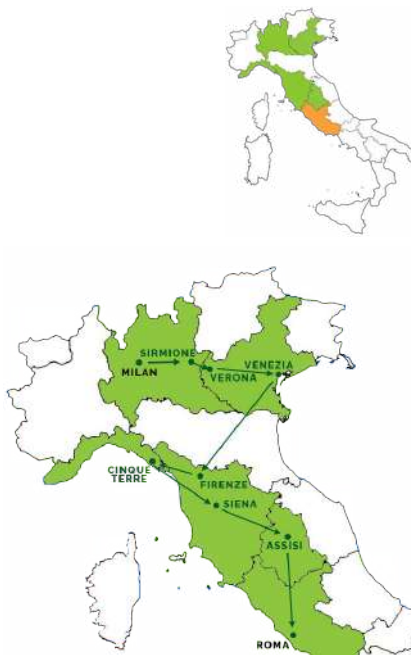 SIRMIONE
MILAN
VENEZIA
VERONA
CINQUE
TERRE
FIRENZE
SIENA
ASSISI
ROMA